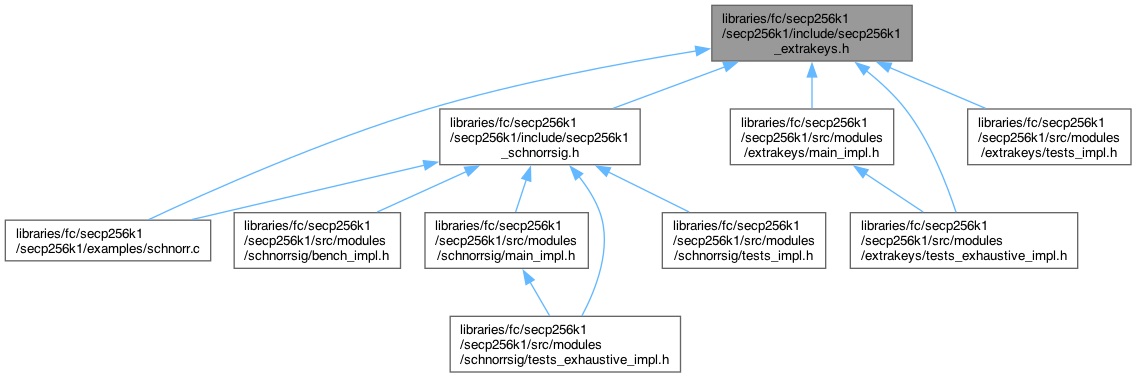 libraries/fc/secp256k1
/secp256k1/include/secp256k1
_extrakeys.h
libraries/fc/secp256k1
/secp256k1/include/secp256k1
_schnorrsig.h
libraries/fc/secp256k1
/secp256k1/src/modules
/extrakeys/main_impl.h
libraries/fc/secp256k1
/secp256k1/src/modules
/extrakeys/tests_impl.h
libraries/fc/secp256k1
/secp256k1/examples/schnorr.c
libraries/fc/secp256k1
/secp256k1/src/modules
/schnorrsig/bench_impl.h
libraries/fc/secp256k1
/secp256k1/src/modules
/schnorrsig/main_impl.h
libraries/fc/secp256k1
/secp256k1/src/modules
/schnorrsig/tests_impl.h
libraries/fc/secp256k1
/secp256k1/src/modules
/extrakeys/tests_exhaustive_impl.h
libraries/fc/secp256k1
/secp256k1/src/modules
/schnorrsig/tests_exhaustive_impl.h